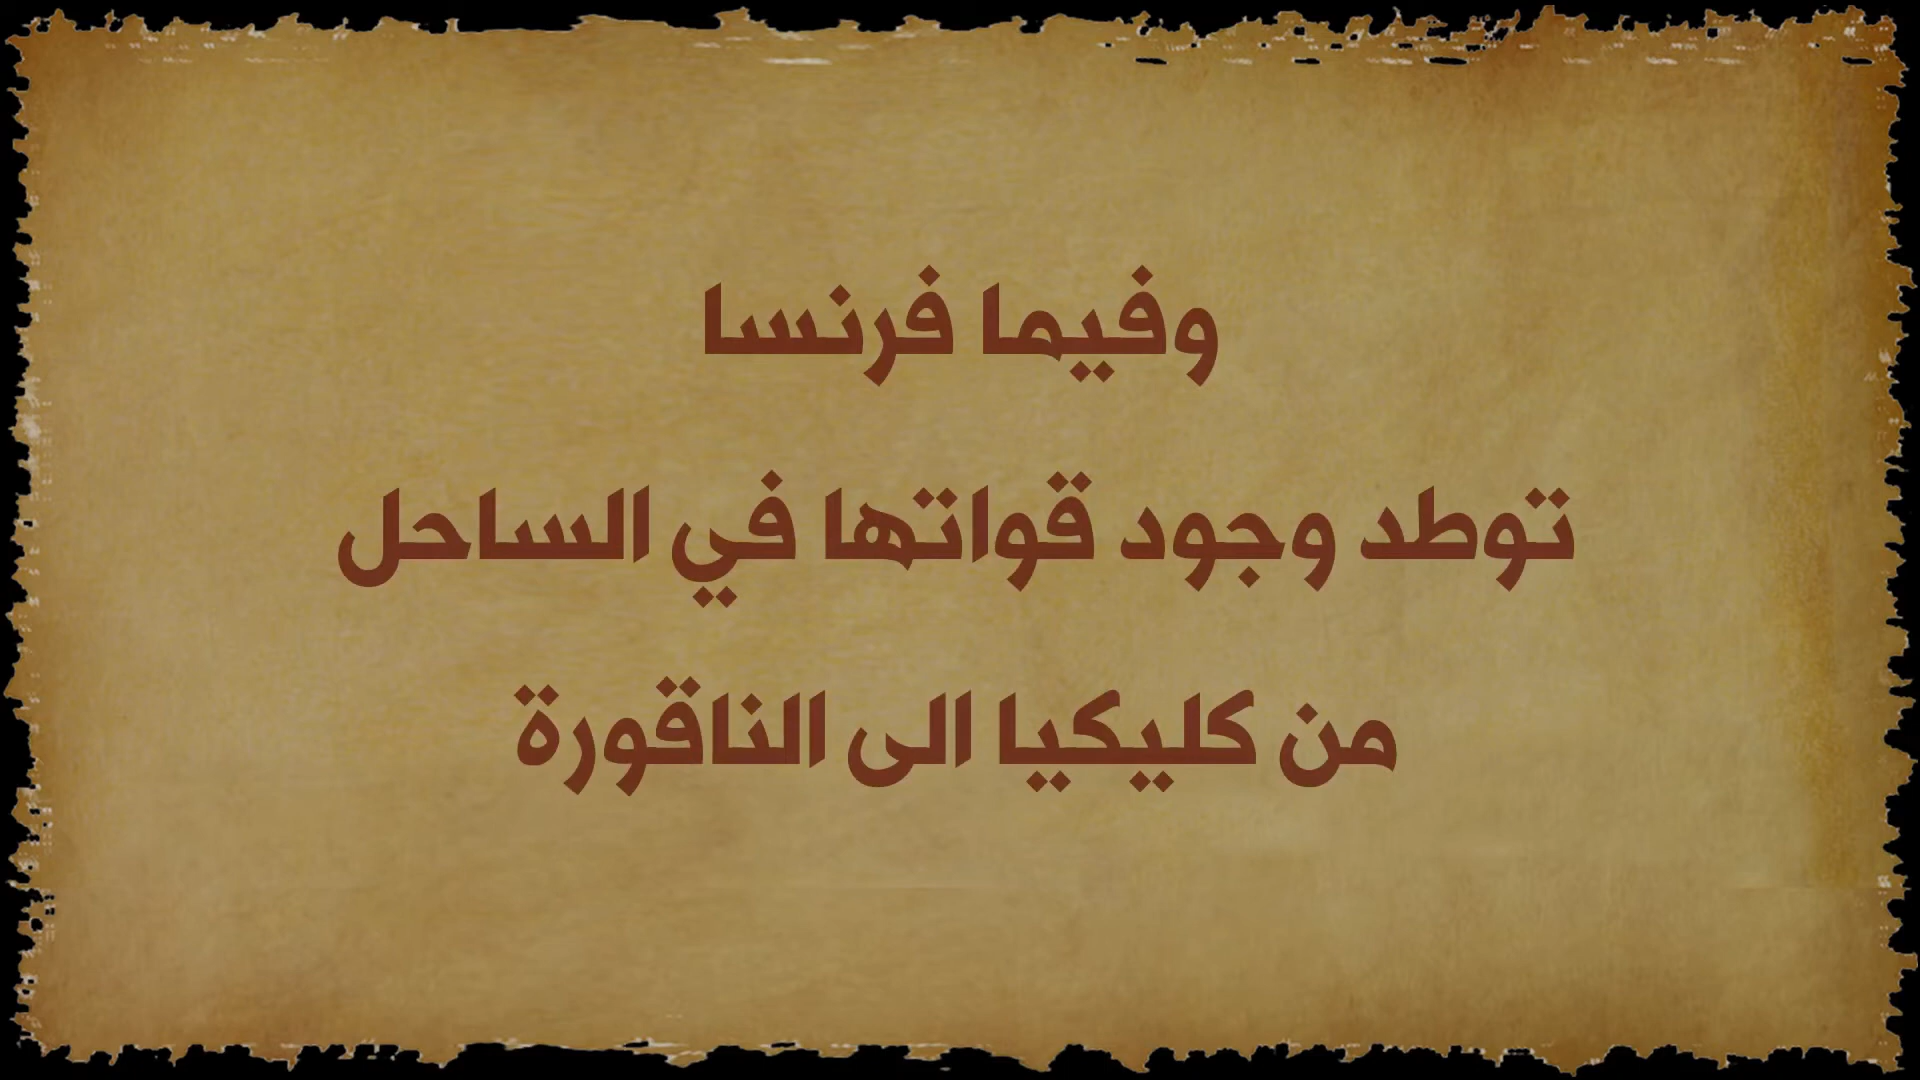 وفيما فرنسا
توطد وجود قواتها في الساحل
من كليكيا الى الناقورة